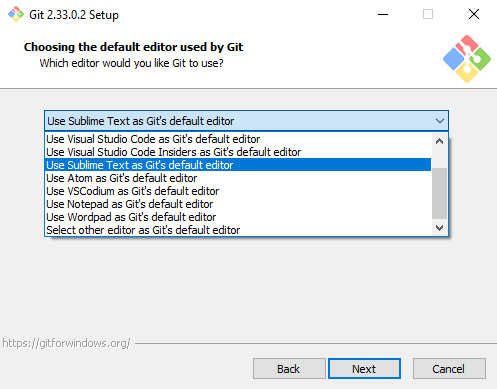 Git 2.33.0.2 Setup
Choosing the default editor used by Git
Which editor would you like Git to use?
Use Sublime Text as Git's default editor
Use Visual Studio Code as Git's default editor
Use Visual Studio Code Insiders as Git's default editor
Use Sublime Text as Git's default editor
Use Atom as Git's default editor
Use VSCodium as Git's default editor
Use Notepad as Git's default editor
Use Wordpad as Git's default editor
Select other editor as Git's default editor
https://gitforwindows.org/
Back Next Cancel